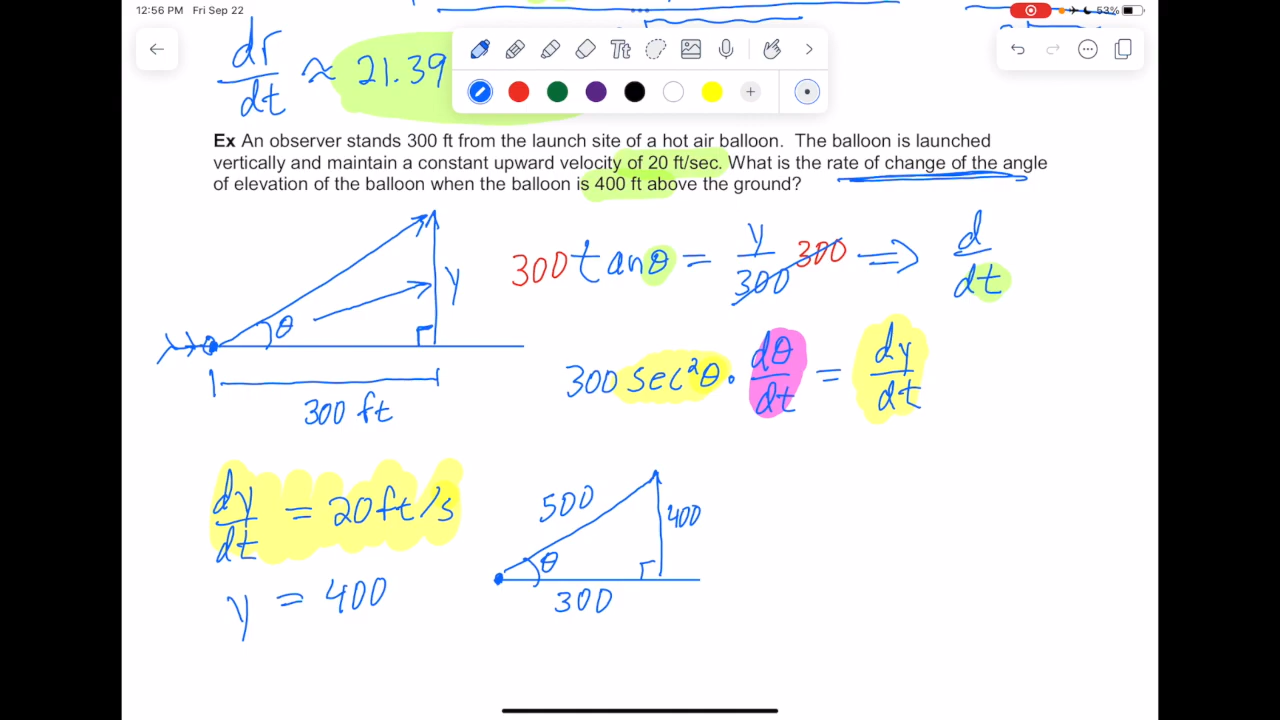 12:56 PM Fri Sep 22
53%
dr/dt ≈ 21.39
Tt
Ex An observer stands 300 ft from the launch site of a hot air balloon. The balloon is launched
vertically and maintain a constant upward velocity of 20 ft/sec. What is the rate of change of the angle
of elevation of the balloon when the balloon is 400 ft above the ground?
300 tanθ = y/300 300 ⇒ d/dt
y
θ
300 ft
300 sec²θ · dθ/dt = dy/dt
dy/dt = 20 ft/s
y = 400
500
400
θ
300